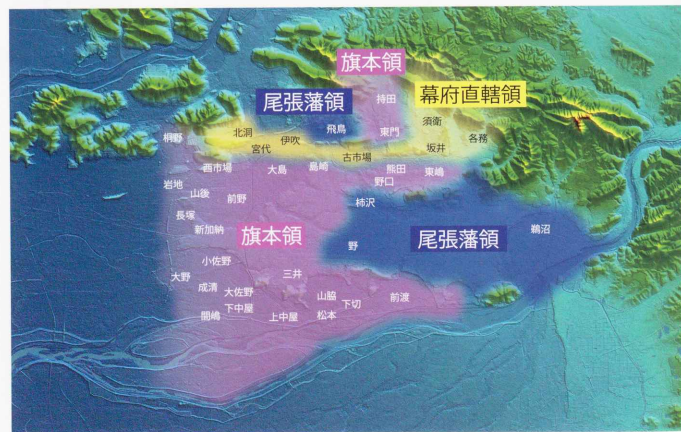 旗本領
尾張藩領
幕府直轄領
持田
飛鳥
東門
須衛
桐野
北洞
伊吹
宮代
古市場
坂井
各務
酉市場
大島
島崎
熊田
東嶋
野口
岩地
山後
前野
柿沢
長塚
新加納
旗本領
野
尾張藩領
鵜沼
小佐野
大野
三井
成清
大佐野
山脇
下切
前渡
下中屋
間嶋
上中屋
松本